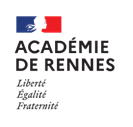 ACADÉMIE
DE RENNES
Liberté
Égalité
Fraternité